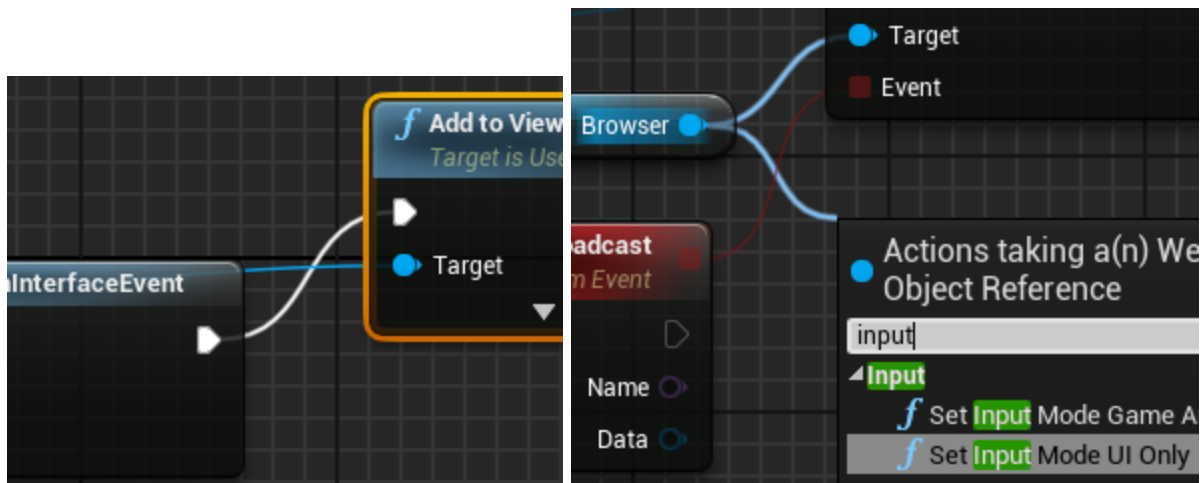 f Add to View
Target is Use
Target
InterfaceEvent
Target
Event
Browser
adcast
m Event
Name
Data
Actions taking a(n) We
Object Reference
input
Input
f Set Input Mode Game A
f Set Input Mode UI Only